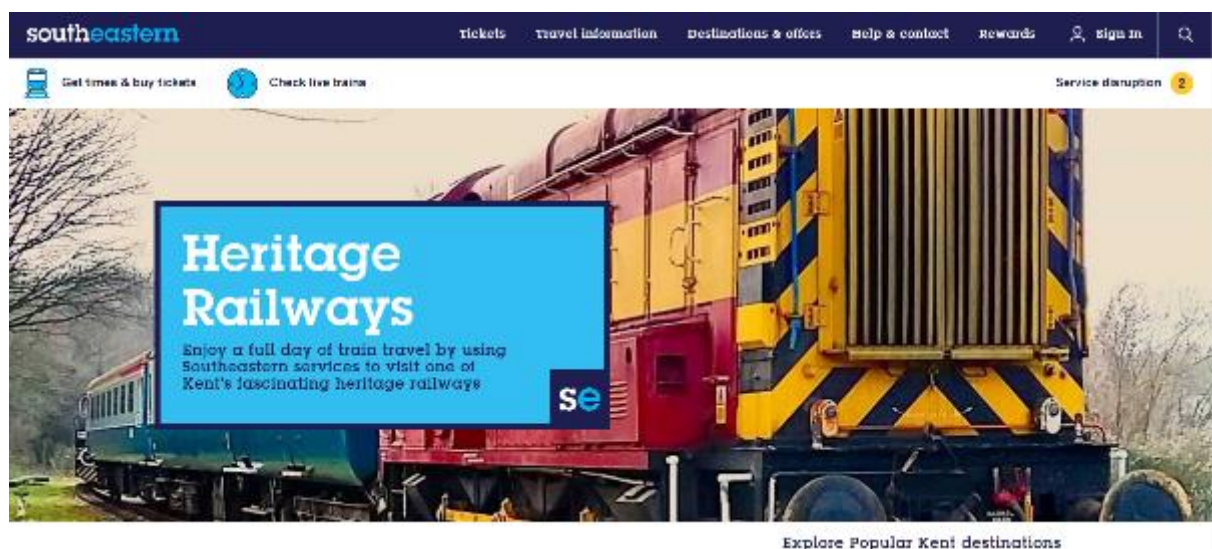 southeastern
Tickets Travel information Destinations & offers Help & contact Rewards Sign in
Get times & buy tickets Check live trains Service disruption 2
Heritage
Railways
Enjoy a full day of train travel by using
Southeastern services to visit one of
Kent's fascinating heritage railways
se
Explore Popular Kent destinations